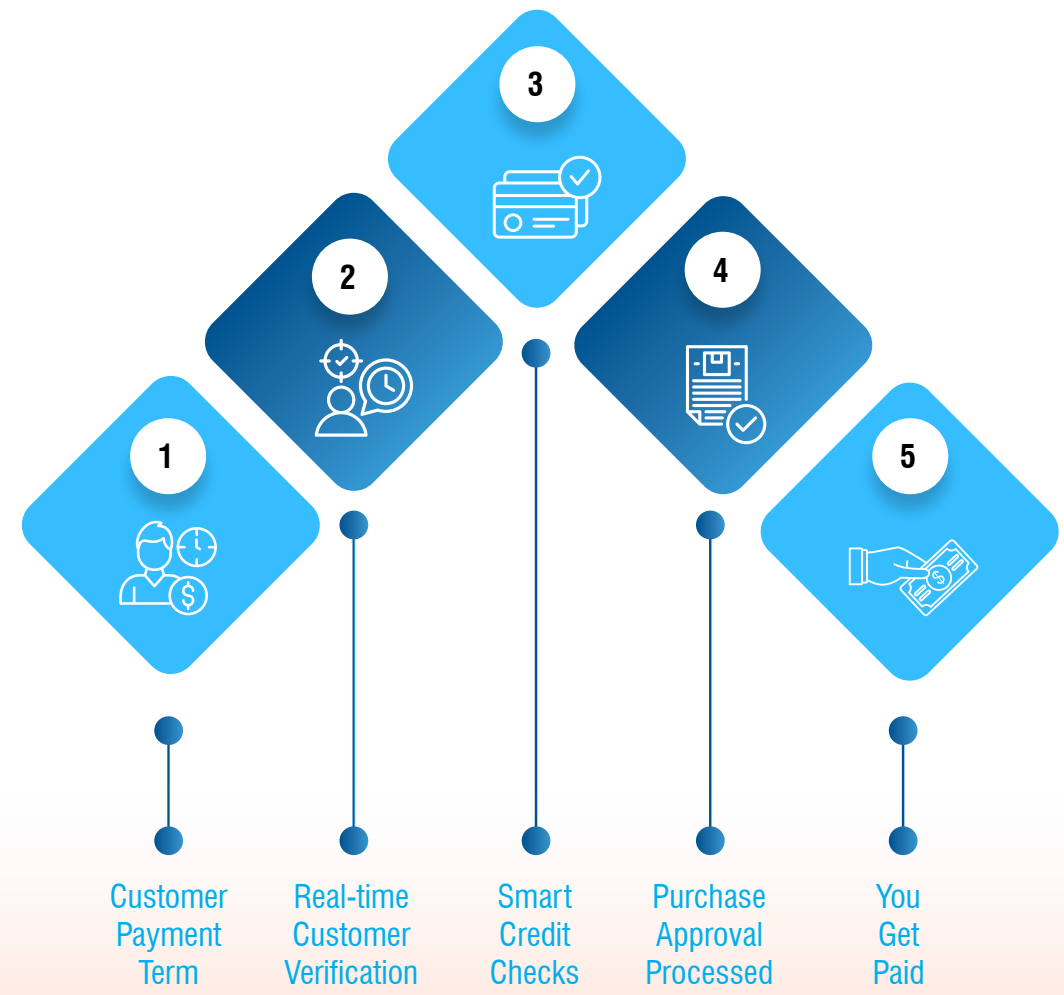 3
2
4
1
5
$
$
Customer
Payment
Term
Real-time
Customer
Verification
Smart
Credit
Checks
Purchase
Approval
Processed
You
Get
Paid